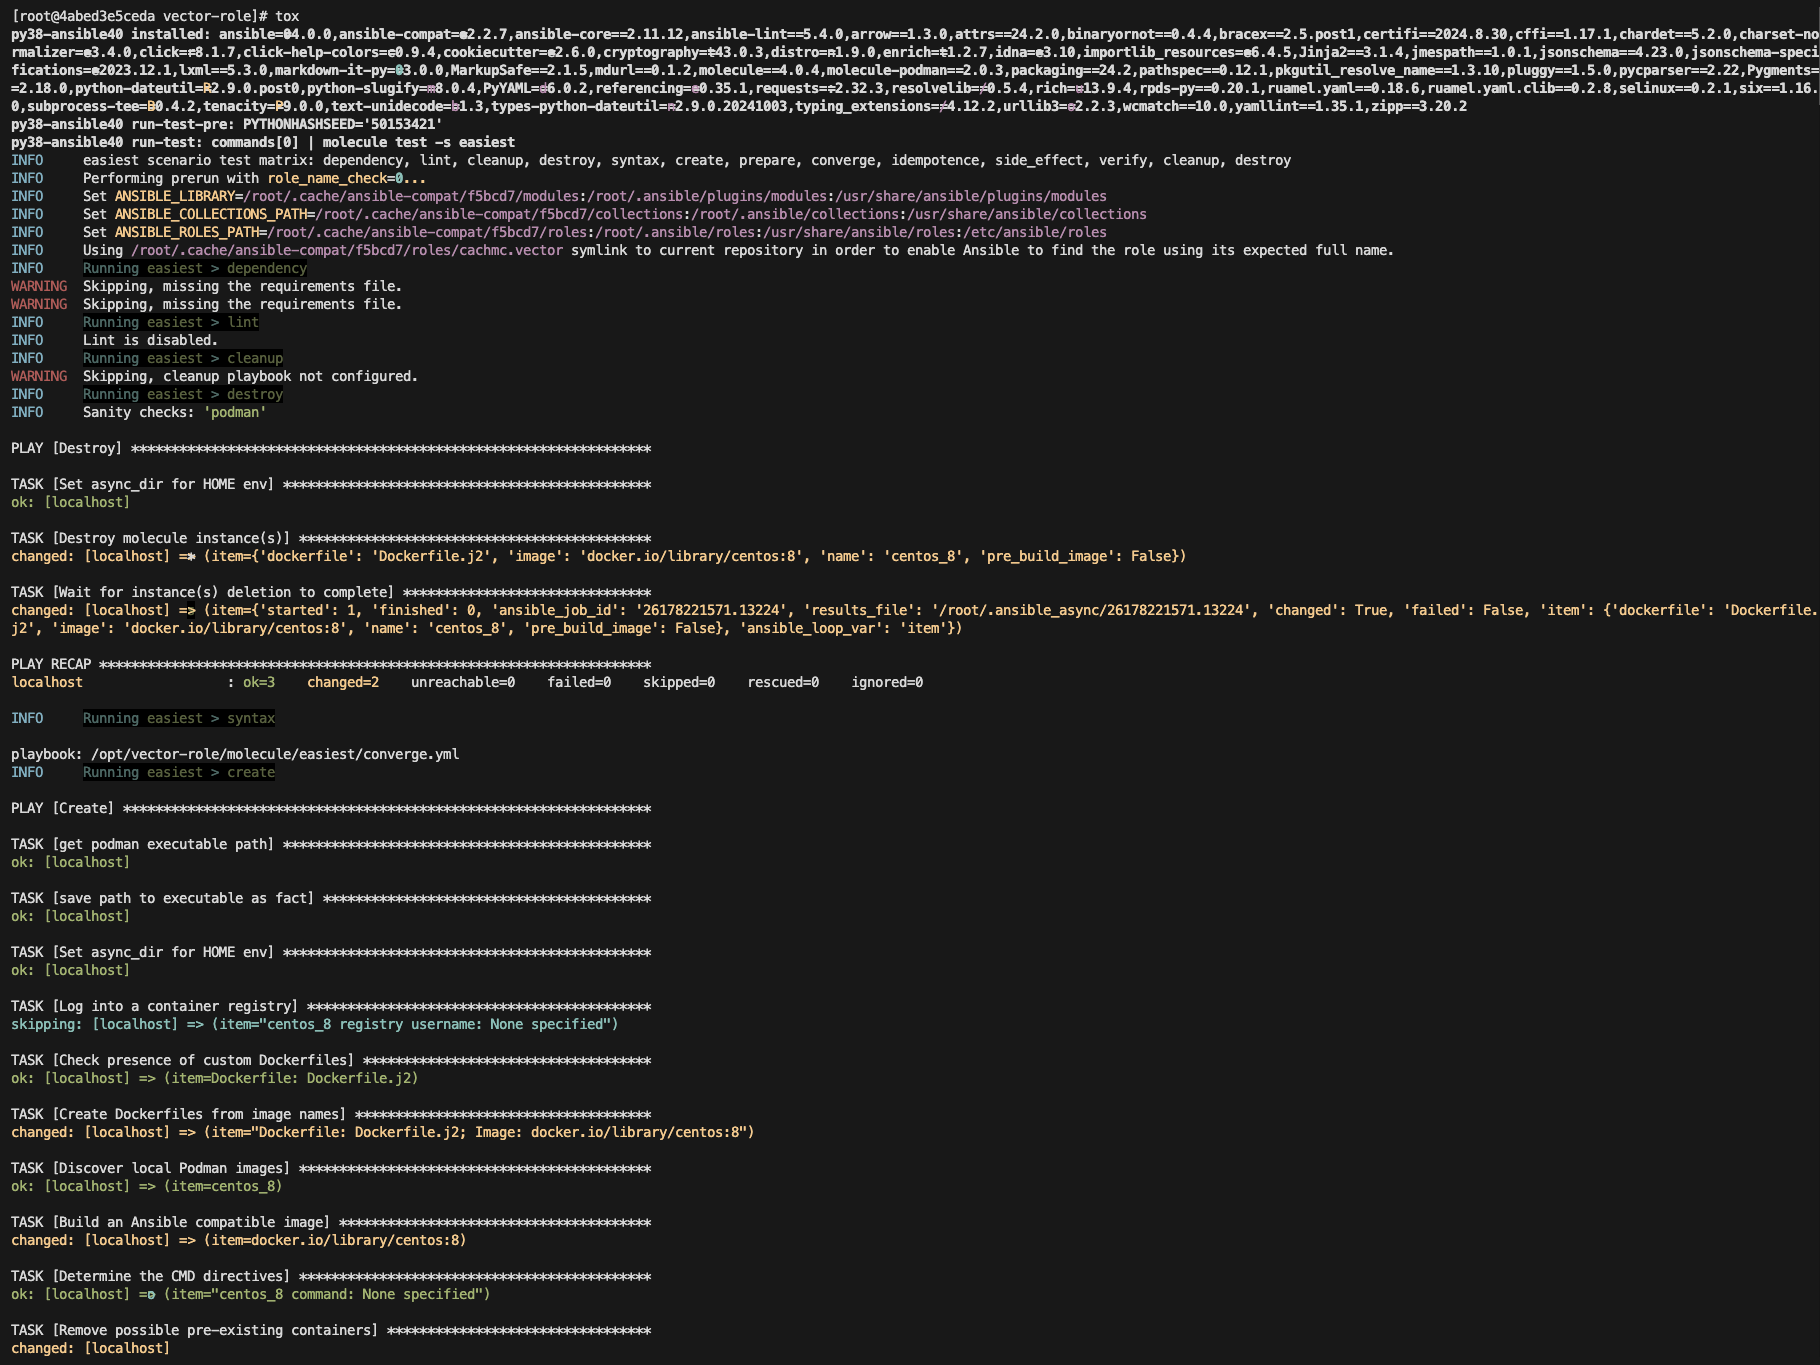 [root@4abed3e5ceda vector-role]# tox
py38-ansible40 installed: ansible==4.0.0,ansible-compat==2.2.7,ansible-core==2.11.12,ansible-lint==5.4.0,arrow==1.3.0,attrs==24.2.0,binaryornot==0.4.4,bracex==2.5.post1,certifi==2024.8.30,cffi==1.17.1,chardet==5.2.0,charset-no
rmalizer==3.4.0,click==8.1.7,click-help-colors==0.9.4,cookiecutter==2.6.0,cryptography==43.0.3,distro==1.9.0,enrich==1.2.7,idna==3.10,importlib_resources==6.4.5,Jinja2==3.1.4,jmespath==1.0.1,jsonschema==4.23.0,jsonschema-speci
fications==2023.12.1,lxml==5.3.0,markdown-it-py==3.0.0,MarkupSafe==2.1.5,mdurl==0.1.2,molecule==4.0.4,molecule-podman==2.0.3,packaging==24.2,pathspec==0.12.1,pkgutil_resolve_name==1.3.10,pluggy==1.5.0,pycparser==2.22,Pygments=
=2.18.0,python-dateutil==2.9.0.post0,python-slugify==8.0.4,PyYAML==6.0.2,referencing==0.35.1,requests==2.32.3,resolvelib==0.5.4,rich==13.9.4,rpds-py==0.20.1,ruamel.yaml==0.18.6,ruamel.yaml.clib==0.2.8,selinux==0.2.1,six==1.16.
0,subprocess-tee==0.4.2,tenacity==9.0.0,text-unidecode==1.3,types-python-dateutil==2.9.0.20241003,typing_extensions==4.12.2,urllib3==2.2.3,wcmatch==10.0,yamllint==1.35.1,zipp==3.20.2
py38-ansible40 run-test-pre: PYTHONHASHSEED='50153421'
py38-ansible40 run-test: commands[0] | molecule test -s easiest
INFO     easiest scenario test matrix: dependency, lint, cleanup, destroy, syntax, create, prepare, converge, idempotence, side_effect, verify, cleanup, destroy
INFO     Performing prerun with role_name_check=0...
INFO     Set ANSIBLE_LIBRARY=/root/.cache/ansible-compat/f5bcd7/modules:/root/.ansible/plugins/modules:/usr/share/ansible/plugins/modules
INFO     Set ANSIBLE_COLLECTIONS_PATH=/root/.cache/ansible-compat/f5bcd7/collections:/root/.ansible/collections:/usr/share/ansible/collections
INFO     Set ANSIBLE_ROLES_PATH=/root/.cache/ansible-compat/f5bcd7/roles:/root/.ansible/roles:/usr/share/ansible/roles:/etc/ansible/roles
INFO     Using /root/.cache/ansible-compat/f5bcd7/roles/cachmc.vector symlink to current repository in order to enable Ansible to find the role using its expected full name.
INFO     Running easiest > dependency
WARNING  Skipping, missing the requirements file.
WARNING  Skipping, missing the requirements file.
INFO     Running easiest > lint
INFO     Lint is disabled.
INFO     Running easiest > cleanup
WARNING  Skipping, cleanup playbook not configured.
INFO     Running easiest > destroy
INFO     Sanity checks: 'podman'
PLAY [Destroy] *****************************************************************
TASK [Set async_dir for HOME env] **********************************************
ok: [localhost]
TASK [Destroy molecule instance(s)] ********************************************
changed: [localhost] => (item={'dockerfile': 'Dockerfile.j2', 'image': 'docker.io/library/centos:8', 'name': 'centos_8', 'pre_build_image': False})
TASK [Wait for instance(s) deletion to complete] *******************************
changed: [localhost] => (item={'started': 1, 'finished': 0, 'ansible_job_id': '26178221571.13224', 'results_file': '/root/.ansible_async/26178221571.13224', 'changed': True, 'failed': False, 'item': {'dockerfile': 'Dockerfile.
j2', 'image': 'docker.io/library/centos:8', 'name': 'centos_8', 'pre_build_image': False}, 'ansible_loop_var': 'item'})
PLAY RECAP *********************************************************************
localhost                  : ok=3    changed=2    unreachable=0    failed=0    skipped=0    rescued=0    ignored=0
INFO     Running easiest > syntax
playbook: /opt/vector-role/molecule/easiest/converge.yml
INFO     Running easiest > create
PLAY [Create] ******************************************************************
TASK [get podman executable path] **********************************************
ok: [localhost]
TASK [save path to executable as fact] *****************************************
ok: [localhost]
TASK [Set async_dir for HOME env] **********************************************
ok: [localhost]
TASK [Log into a container registry] *******************************************
skipping: [localhost] => (item="centos_8 registry username: None specified")
TASK [Check presence of custom Dockerfiles] ************************************
ok: [localhost] => (item=Dockerfile: Dockerfile.j2)
TASK [Create Dockerfiles from image names] *************************************
changed: [localhost] => (item="Dockerfile: Dockerfile.j2; Image: docker.io/library/centos:8")
TASK [Discover local Podman images] ********************************************
ok: [localhost] => (item=centos_8)
TASK [Build an Ansible compatible image] ***************************************
changed: [localhost] => (item=docker.io/library/centos:8)
TASK [Determine the CMD directives] ********************************************
ok: [localhost] => (item="centos_8 command: None specified")
TASK [Remove possible pre-existing containers] *********************************
changed: [localhost]